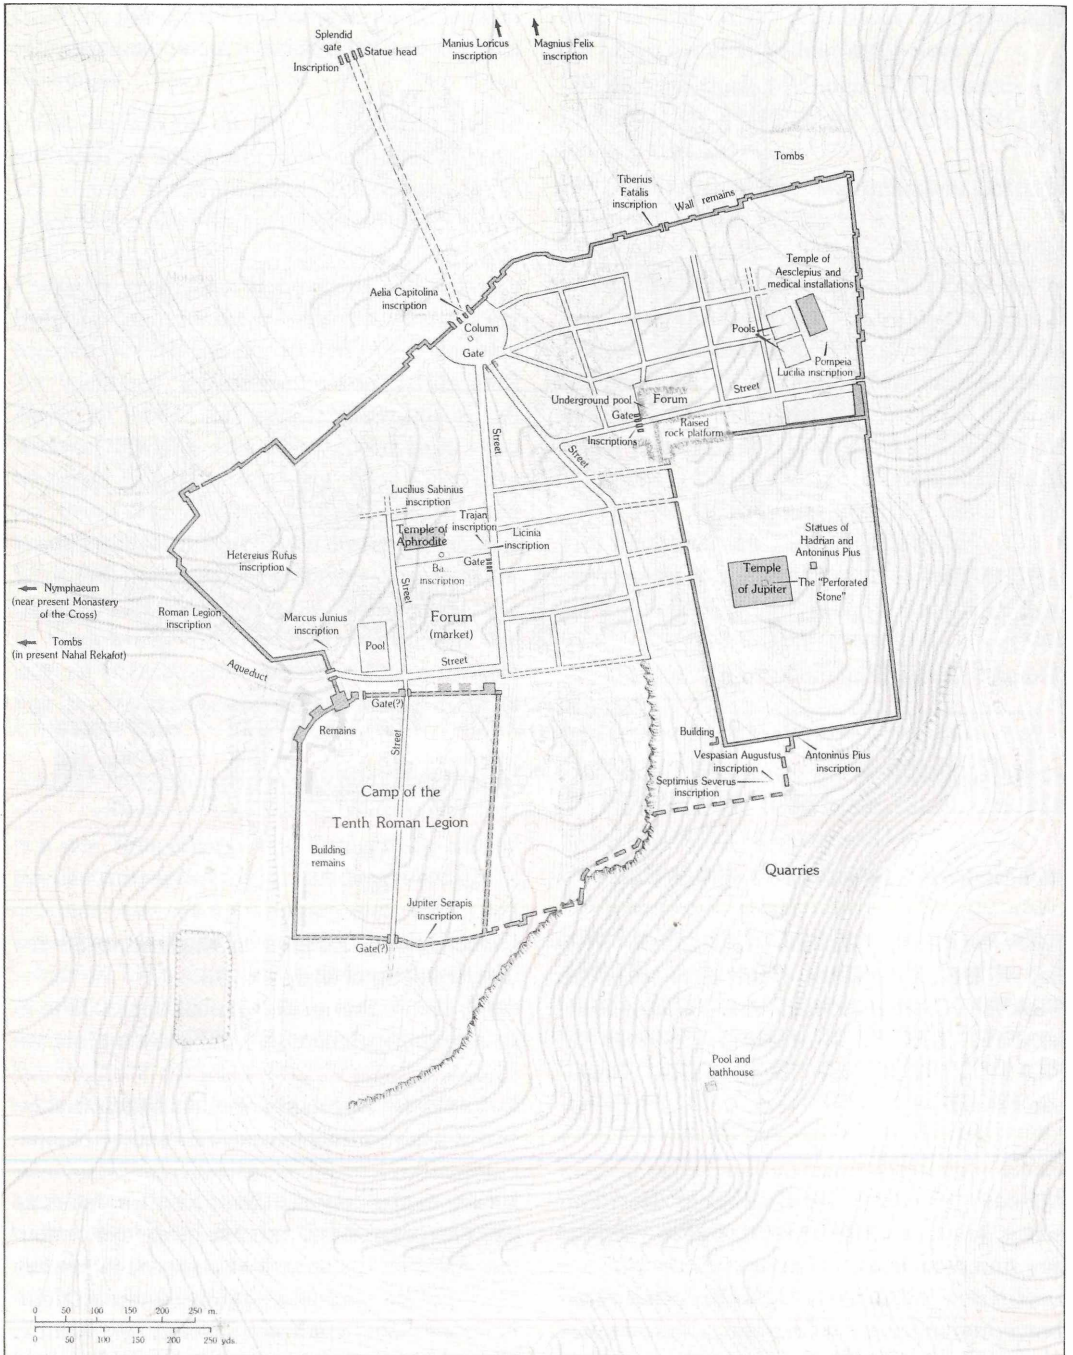 Splendid
gate
Statue head
Inscription
Manius Loricus
inscription
Magnius Felix
inscription
Tombs
Tiberius
Fatalis
inscription
Wall remains
Temple of
Aesclepius and
medical installations
Aelia Capitolina
inscription
Column
Gate
Pools
Pompeia
Lucilia inscription
Street
Underground pool
Forum
Gate
Raised
rock platform
Inscriptions
Street
Street
Lucilius Sabinius
inscription
Trajan
inscription
Temple of
Aphrodite
Licinia
inscription
Gate
Ba
inscription
Hetereius Rufus
inscription
Street
Statues of
Hadrian and
Antoninus Pius
Temple
of Jupiter
The "Perforated
Stone"
Nymphaeum
(near present Monastery
of the Cross)
Roman Legion
inscription
Marcus Junius
inscription
Forum
(market)
Pool
Tombs
(in present Nahal Rekafot)
Aqueduct
Street
Gate(?)
Remains
Street
Building
Vespasian Augustus
inscription
Antoninus Pius
inscription
Septimius Severus
inscription
Camp of the
Tenth Roman Legion
Building
remains
Quarries
Jupiter Serapis
inscription
Gate(?)
Pool and
bathhouse
0 50 100 150 200 250 m.
0 50 100 150 200 250 yds.